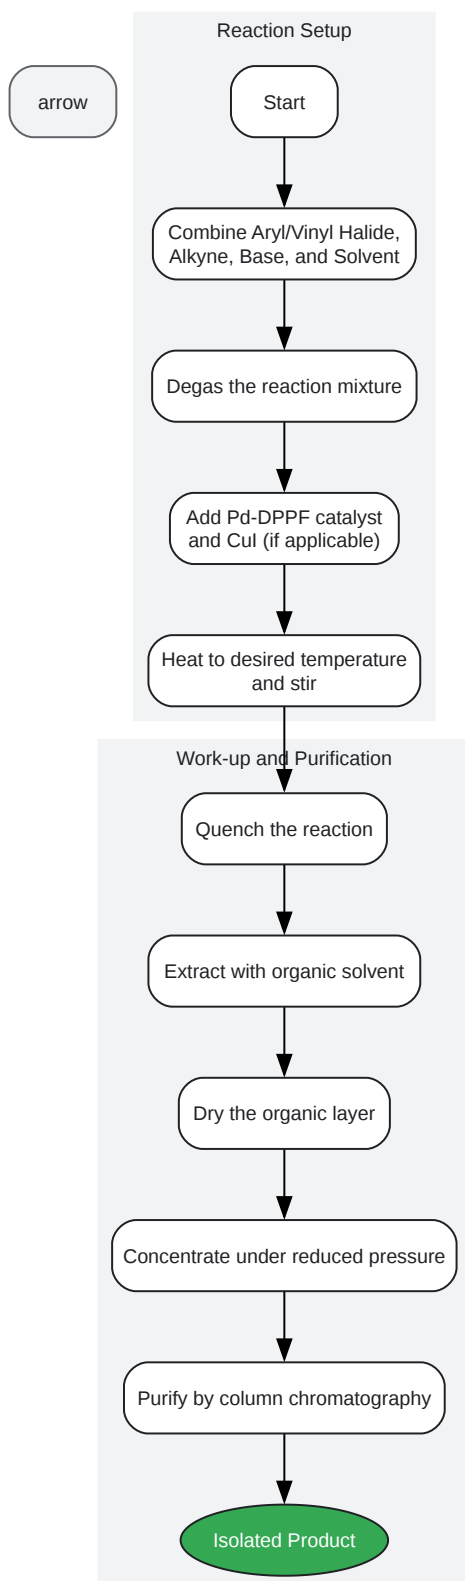 Reaction Setup
arrow
Start
Combine Aryl/Vinyl Halide,
Alkyne, Base, and Solvent
Degas the reaction mixture
Add Pd-DPPF catalyst
and CuI (if applicable)
Heat to desired temperature
and stir
Work-up and Purification
Quench the reaction
Extract with organic solvent
Dry the organic layer
Concentrate under reduced pressure
Purify by column chromatography
Isolated Product